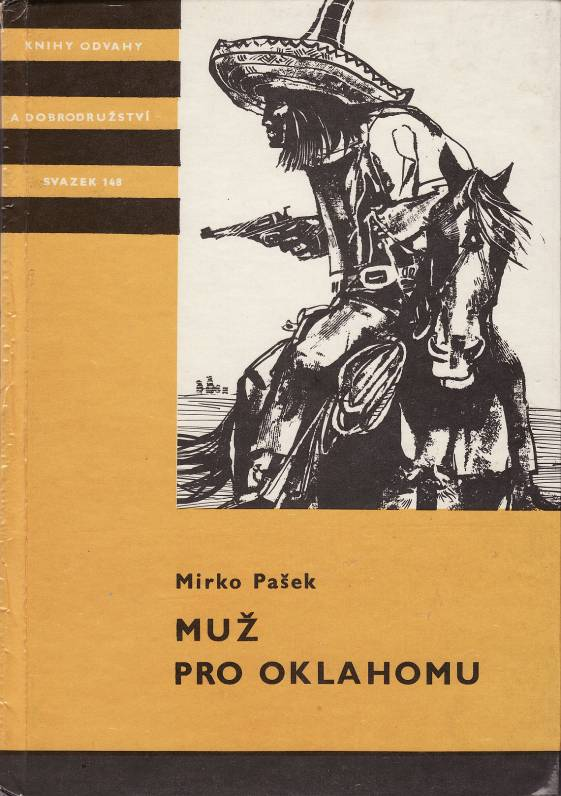 KNIHY ODVAHY
A DOBRODRUŽSTVÍ
SVAZEK 148
Mirko Pašek
MUŽ
PRO OKLAHOMU